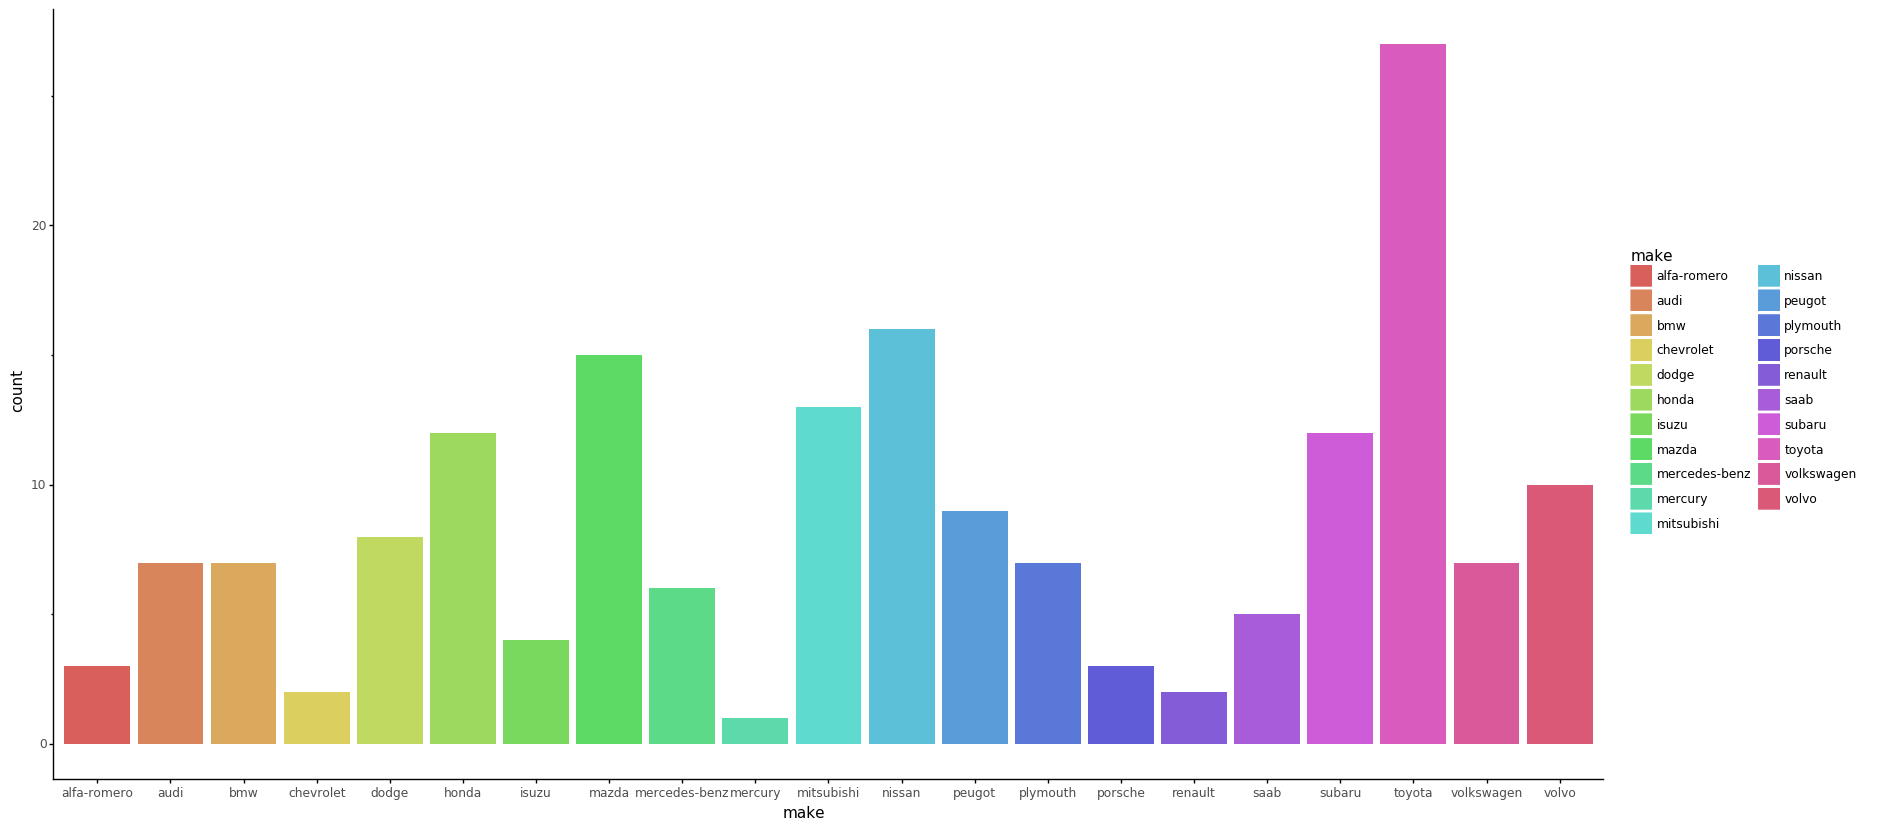 count
20
10
0
alfa-romero audi bmw chevrolet dodge honda isuzu mazda mercedes-benz mercury mitsubishi nissan peugot plymouth porsche renault saab subaru toyota volkswagen volvo
make
make
alfa-romero
audi
bmw
chevrolet
dodge
honda
isuzu
mazda
mercedes-benz
mercury
mitsubishi
nissan
peugot
plymouth
porsche
renault
saab
subaru
toyota
volkswagen
volvo